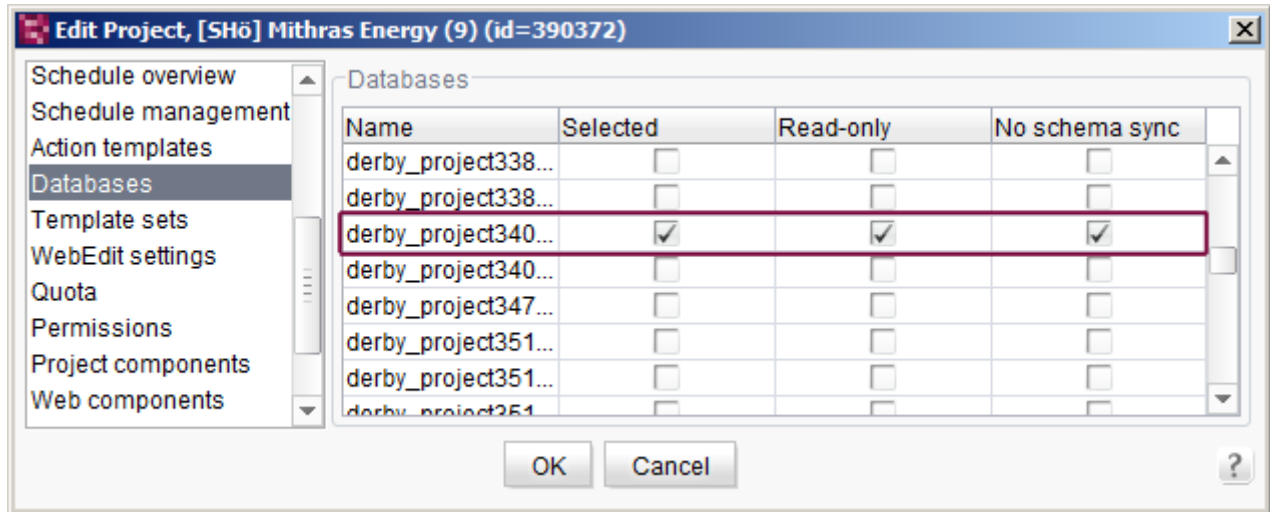 Edit Project, [SHö] Mithras Energy (9) (id=390372)
Schedule overview
Schedule management
Action templates
Databases
Template sets
WebEdit settings
Quota
Permissions
Project components
Web components
Databases
Name Selected Read-only No schema sync
derby_project338...
derby_project338...
derby_project340...
derby_project340...
derby_project347...
derby_project351...
derby_project351...
derby_project351
OK Cancel ?